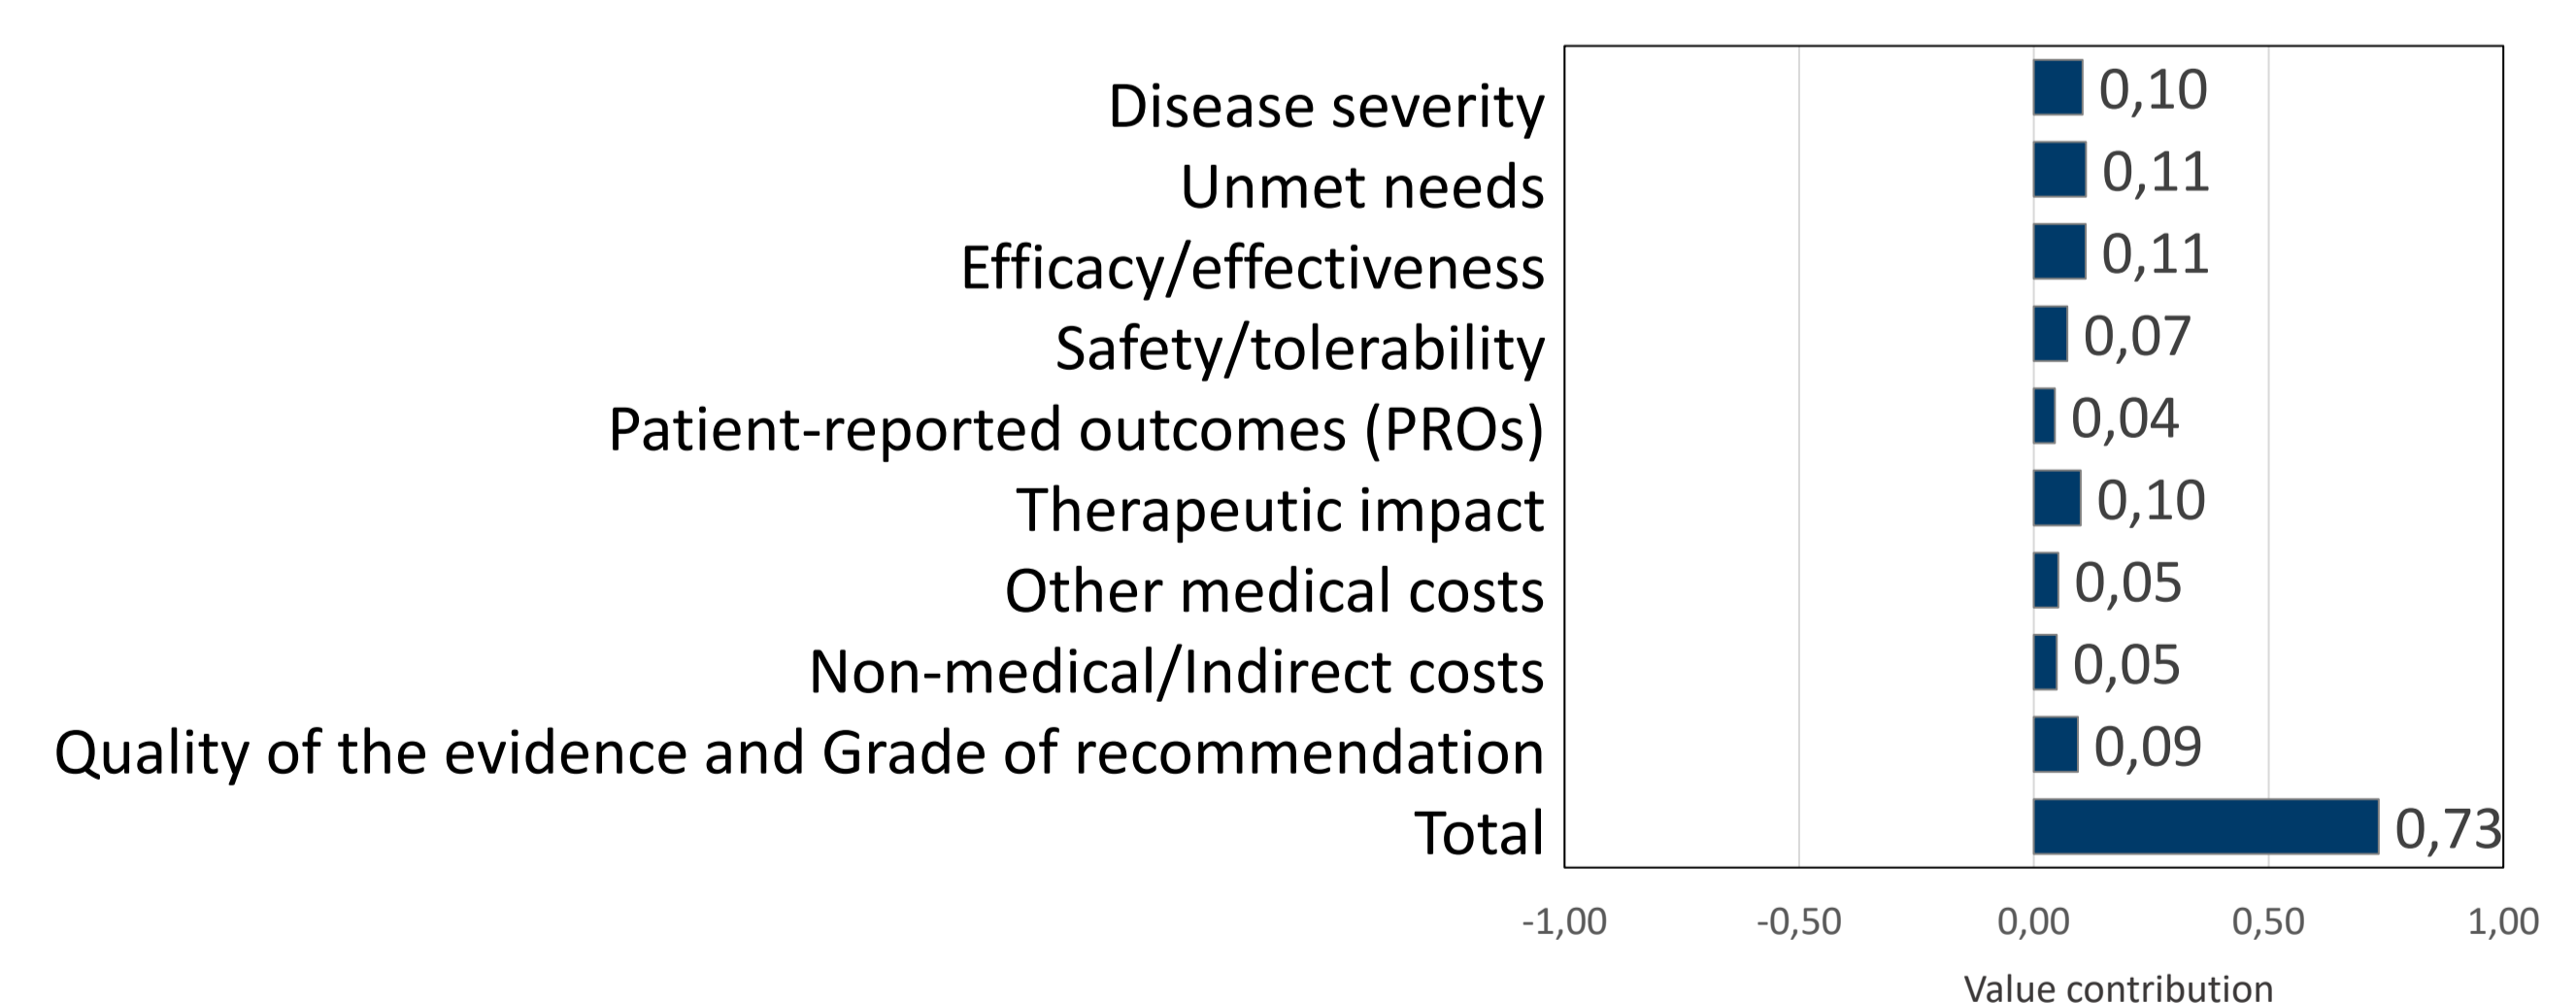 Disease severity 0,10
Unmet needs 0,11
Efficacy/effectiveness 0,11
Safety/tolerability 0,07
Patient-reported outcomes (PROs) 0,04
Therapeutic impact 0,10
Other medical costs 0,05
Non-medical/Indirect costs 0,05
Quality of the evidence and Grade of recommendation 0,09
Total 0,73
-1,00 -0,50 0,00 0,50 1,00
Value contribution